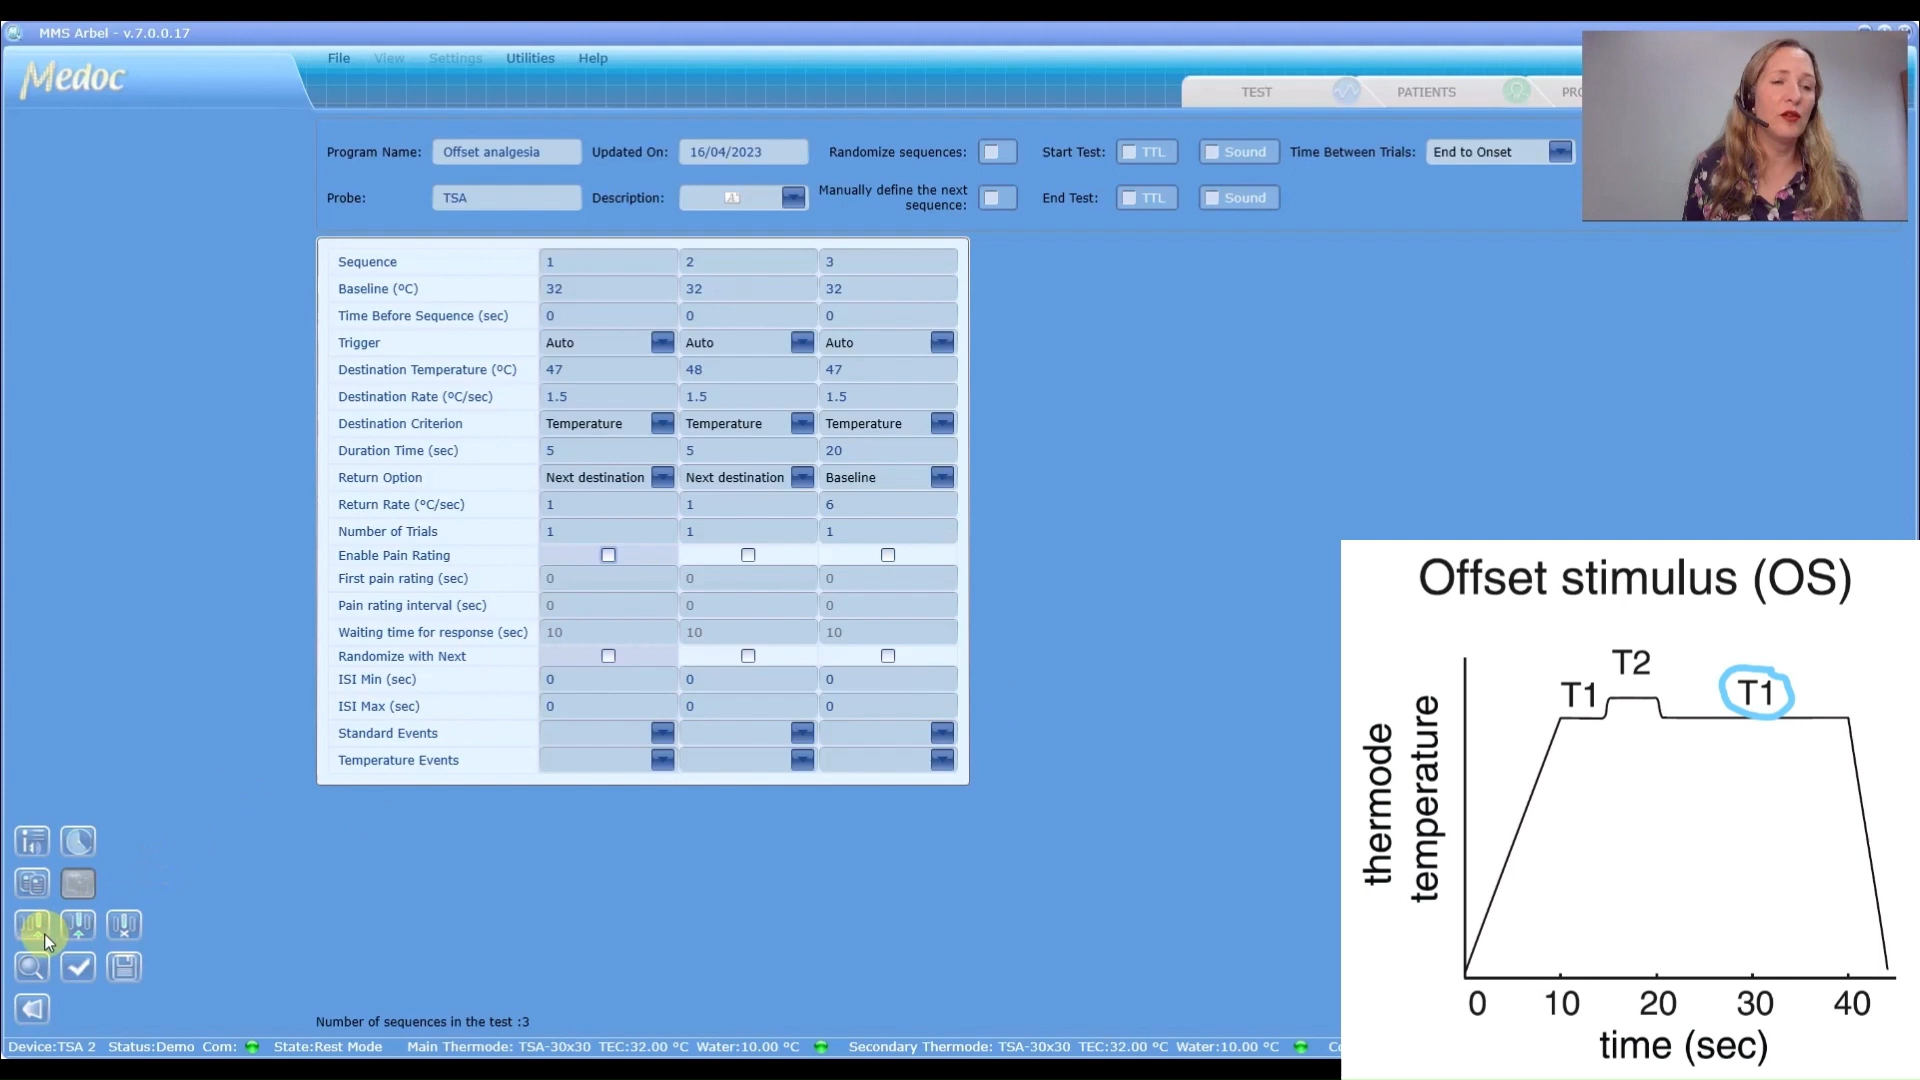 MMS Arbel - v.7.0.0.17
Medoc
File View Settings Utilities Help
TEST PATIENTS
Program Name: Offset analgesia Updated On: 16/04/2023 Randomize sequences: Start Test: TTL Sound Time Between Trials: End to Onset
Probe: TSA Description: A Manually define the next
sequence: End Test: TTL Sound
Sequence 1 2 3
Baseline (ºC) 32 32 32
Time Before Sequence (sec) 0 0 0
Trigger Auto Auto Auto
Destination Temperature (ºC) 47 48 47
Destination Rate (ºC/sec) 1.5 1.5 1.5
Destination Criterion Temperature Temperature Temperature
Duration Time (sec) 5 5 20
Return Option Next destination Next destination Baseline
Return Rate (ºC/sec) 1 1 6
Number of Trials 1 1 1
Enable Pain Rating
First pain rating (sec) 0 0 0
Pain rating interval (sec) 0 0 0
Waiting time for response (sec) 10 10 10
Randomize with Next
ISI Min (sec) 0 0 0
ISI Max (sec) 0 0 0
Standard Events
Temperature Events
Number of sequences in the test :3
Device:TSA 2 Status:Demo Com: State:Rest Mode Main Thermode: TSA-30x30 TEC:32.00 ºC Water:10.00 ºC Secondary Thermode: TSA-30x30 TEC:32.00 ºC Water:10.00 ºC
Offset stimulus (OS)
T2
T1 T1
thermode
temperature
0 10 20 30 40
time (sec)